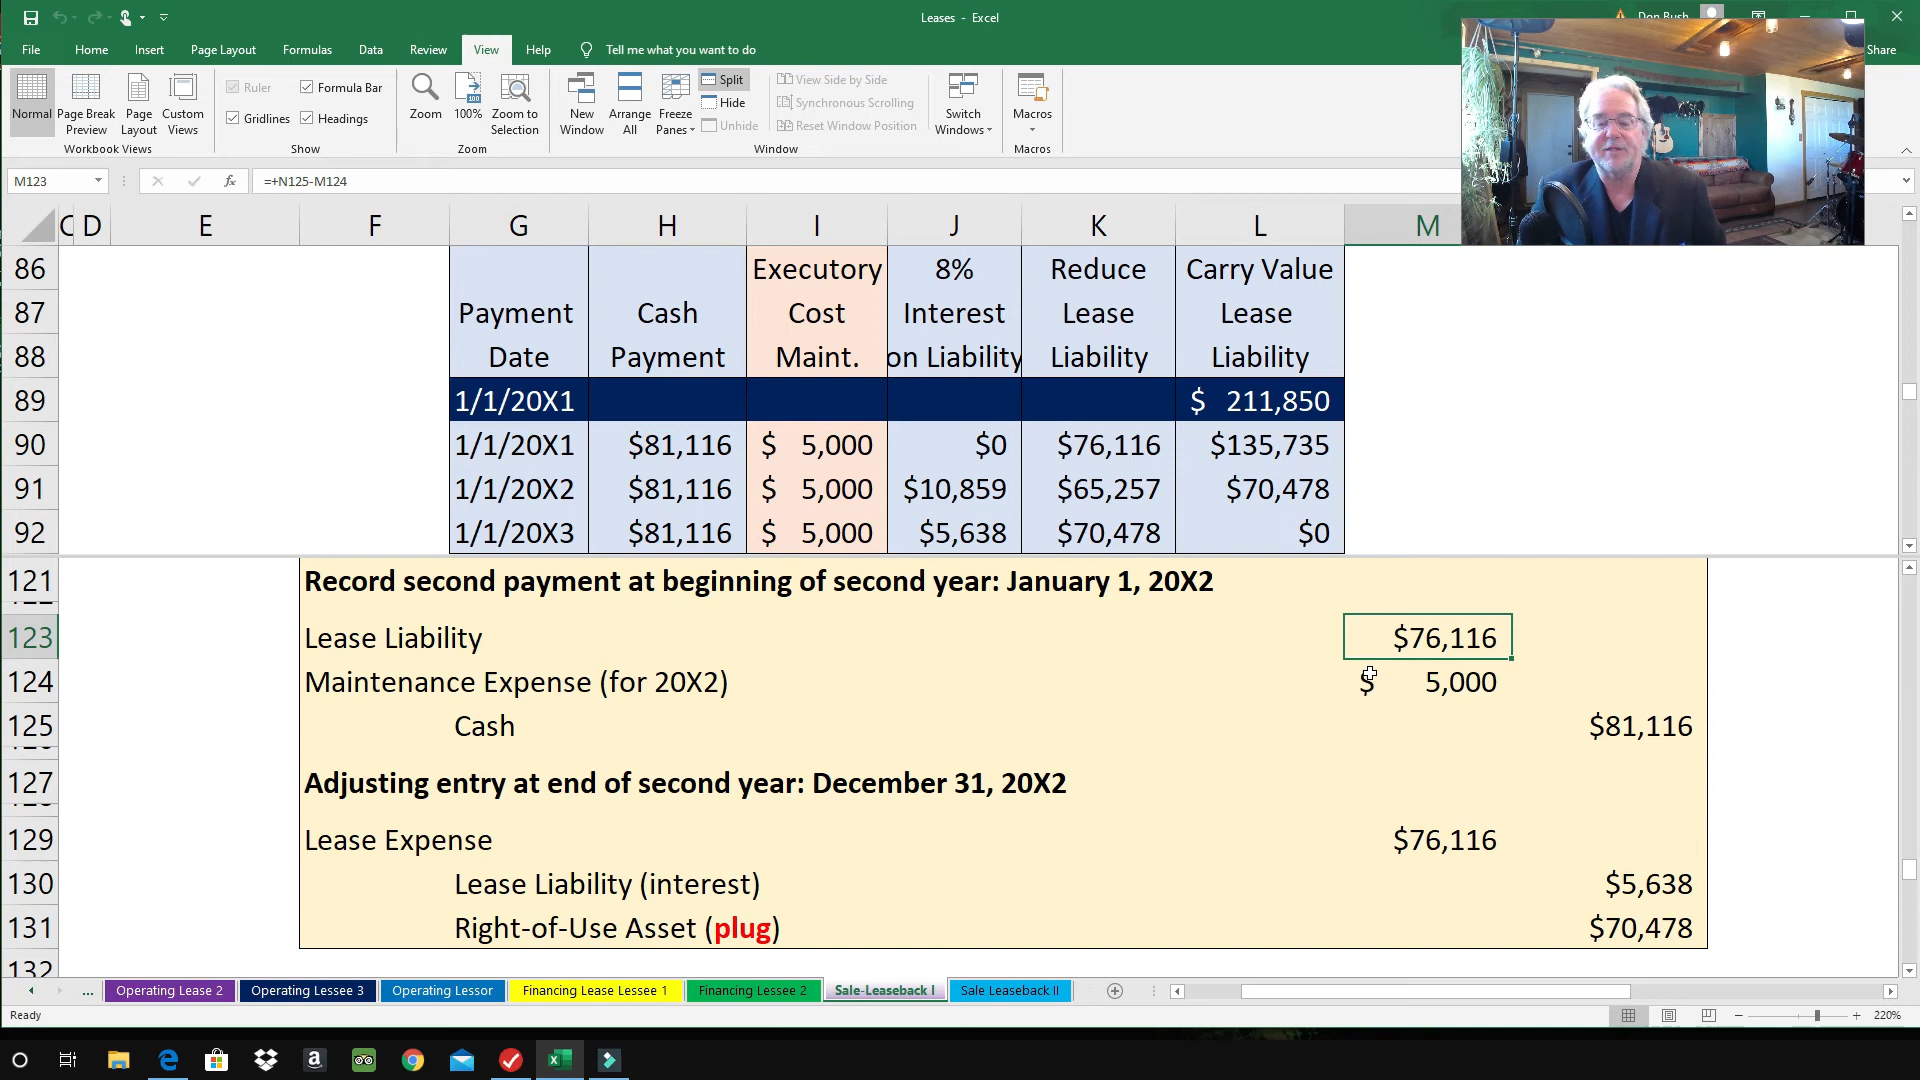 Leases - Excel
Don Bush
File Home Insert Page Layout Formulas Data Review View Help Tell me what you want to do Share
Normal
Page Break Preview
Page Layout
Custom Views
Workbook Views
Ruler
Formula Bar
Gridlines
Headings
Show
Zoom
100%
Zoom to Selection
Zoom
New Window
Arrange All
Freeze Panes
Split
Hide
Unhide
View Side by Side
Synchronous Scrolling
Reset Window Position
Switch Windows
Window
Macros
Macros
M123 fx =+N125-M124
C D E F G H I J K L M
86 Executory 8% Reduce Carry Value
87 Payment Cash Cost Interest Lease Lease
88 Date Payment Maint. on Liability Liability Liability
89 1/1/20X1 $ 211,850
90 1/1/20X1 $81,116 $ 5,000 $0 $76,116 $135,735
91 1/1/20X2 $81,116 $ 5,000 $10,859 $65,257 $70,478
92 1/1/20X3 $81,116 $ 5,000 $5,638 $70,478 $0
121 Record second payment at beginning of second year: January 1, 20X2
123 Lease Liability $76,116
124 Maintenance Expense (for 20X2) $ 5,000
125 Cash $81,116
127 Adjusting entry at end of second year: December 31, 20X2
129 Lease Expense $76,116
130 Lease Liability (interest) $5,638
131 Right-of-Use Asset (plug) $70,478
132
... Operating Lease 2 Operating Lessee 3 Operating Lessor Financing Lease Lessee 1 Financing Lessee 2 Sale-Leaseback I Sale Leaseback II
Ready 220%